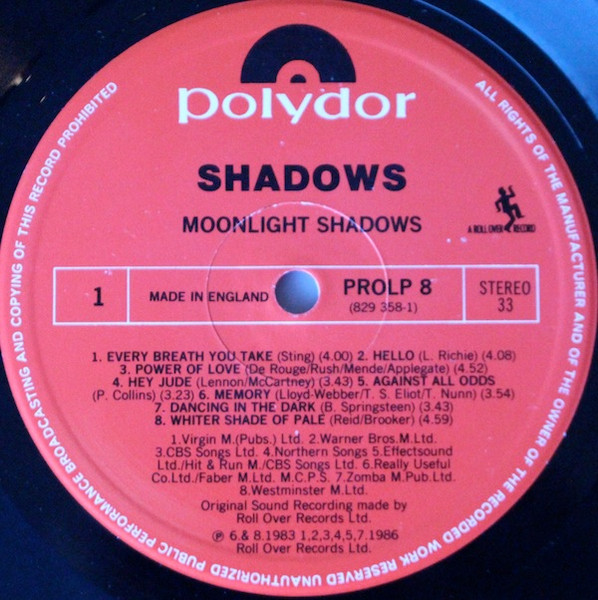 polydor
SHADOWS
MOONLIGHT SHADOWS
A ROLL OVER RECORD
1
MADE IN ENGLAND
PROLP 8
(829 358-1)
STEREO
33
1. EVERY BREATH YOU TAKE (Sting) (4.00) 2. HELLO (L. Richie) (4.08)
3. POWER OF LOVE (De Rouge/Rush/Mende/Applegate) (4.52)
4. HEY JUDE (Lennon/McCartney) (3.43) 5. AGAINST ALL ODDS
(P. Collins) (3.23) 6. MEMORY (Lloyd-Webber/T. S. Eliot/T. Nunn) (3.54)
7. DANCING IN THE DARK (B. Springsteen) (3.43)
8. WHITER SHADE OF PALE (Reid/Brooker) (4.59)
1.Virgin M.(Pubs.) Ltd. 2.Warner Bros.M.Ltd.
3.CBS Songs Ltd. 4.Northern Songs 5.Effectsound
Ltd./Hit & Run M./CBS Songs Ltd. 6.Really Useful
Co.Ltd./Faber M.Ltd. M.C.P.S. 7.Zomba M.Pub.Ltd.
8.Westminster M.Ltd.
Original Sound Recording made by
Roll Over Records Ltd.
℗ 6.& 8.1983 1,2,3,4,5,7.1986
Roll Over Records Ltd.
ALL RIGHTS OF THE MANUFACTURER AND OF THE OWNER OF THE RECORDED WORK RESERVED UNAUTHORIZED PUBLIC PERFORMANCE BROADCASTING AND COPYING OF THIS RECORD PROHIBITED